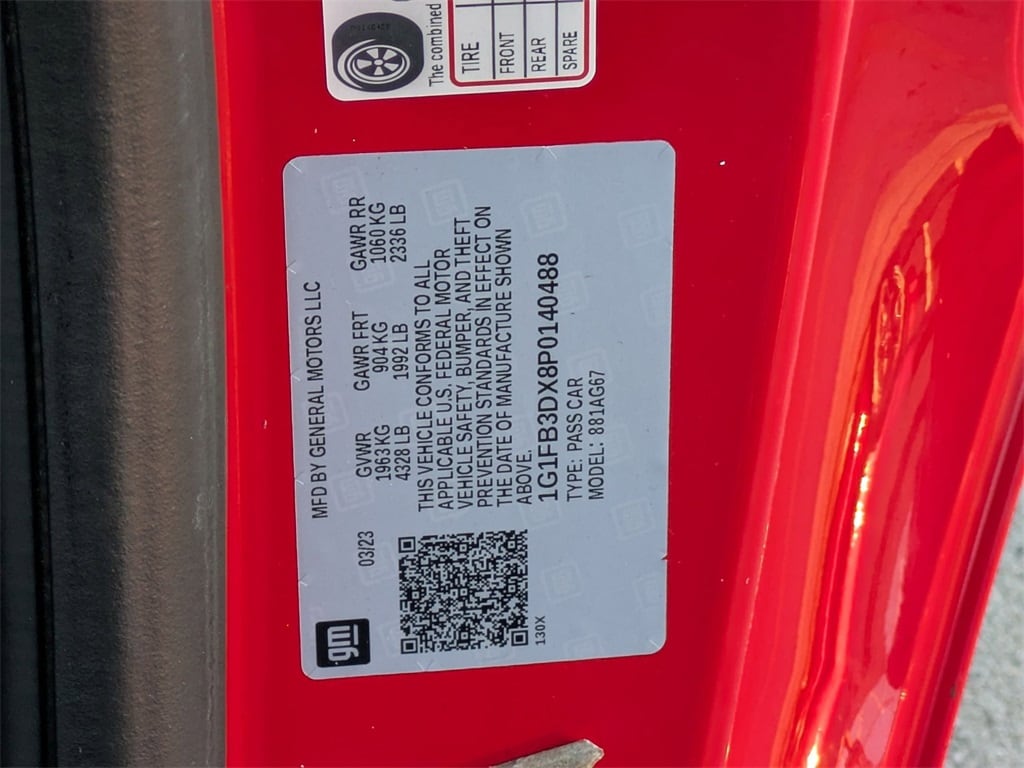 The combined
TIRE
FRONT
REAR
SPARE
gm
MFD BY GENERAL MOTORS LLC
03/23
GVWR GAWR FRT GAWR RR
1963 KG 904 KG 1060 KG
4328 LB 1992 LB 2336 LB
THIS VEHICLE CONFORMS TO ALL
APPLICABLE U.S. FEDERAL MOTOR
VEHICLE SAFETY, BUMPER, AND THEFT
PREVENTION STANDARDS IN EFFECT ON
THE DATE OF MANUFACTURE SHOWN
ABOVE.
1G1FB3DX8P0140488
TYPE: PASS CAR
MODEL: 881AG67
130X